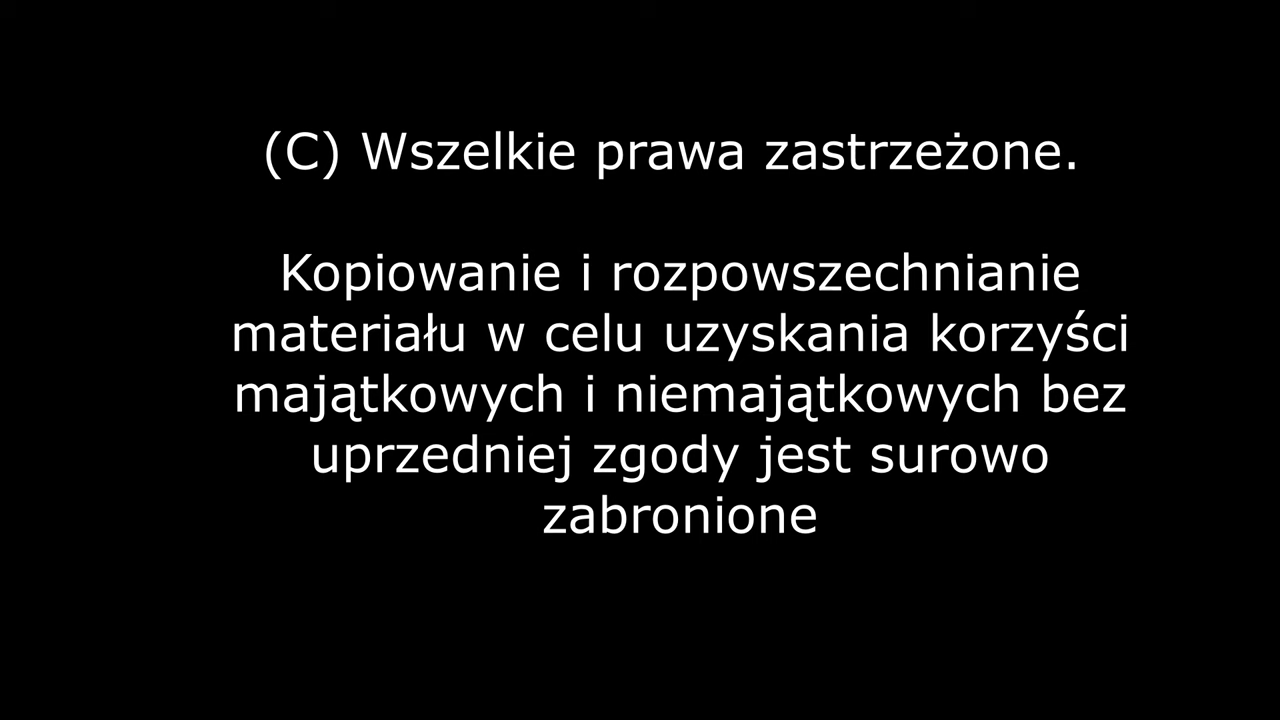 (C) Wszelkie prawa zastrzeżone.
Kopiowanie i rozpowszechnianie
materiału w celu uzyskania korzyści
majątkowych i niemajątkowych bez
uprzedniej zgody jest surowo
zabronione